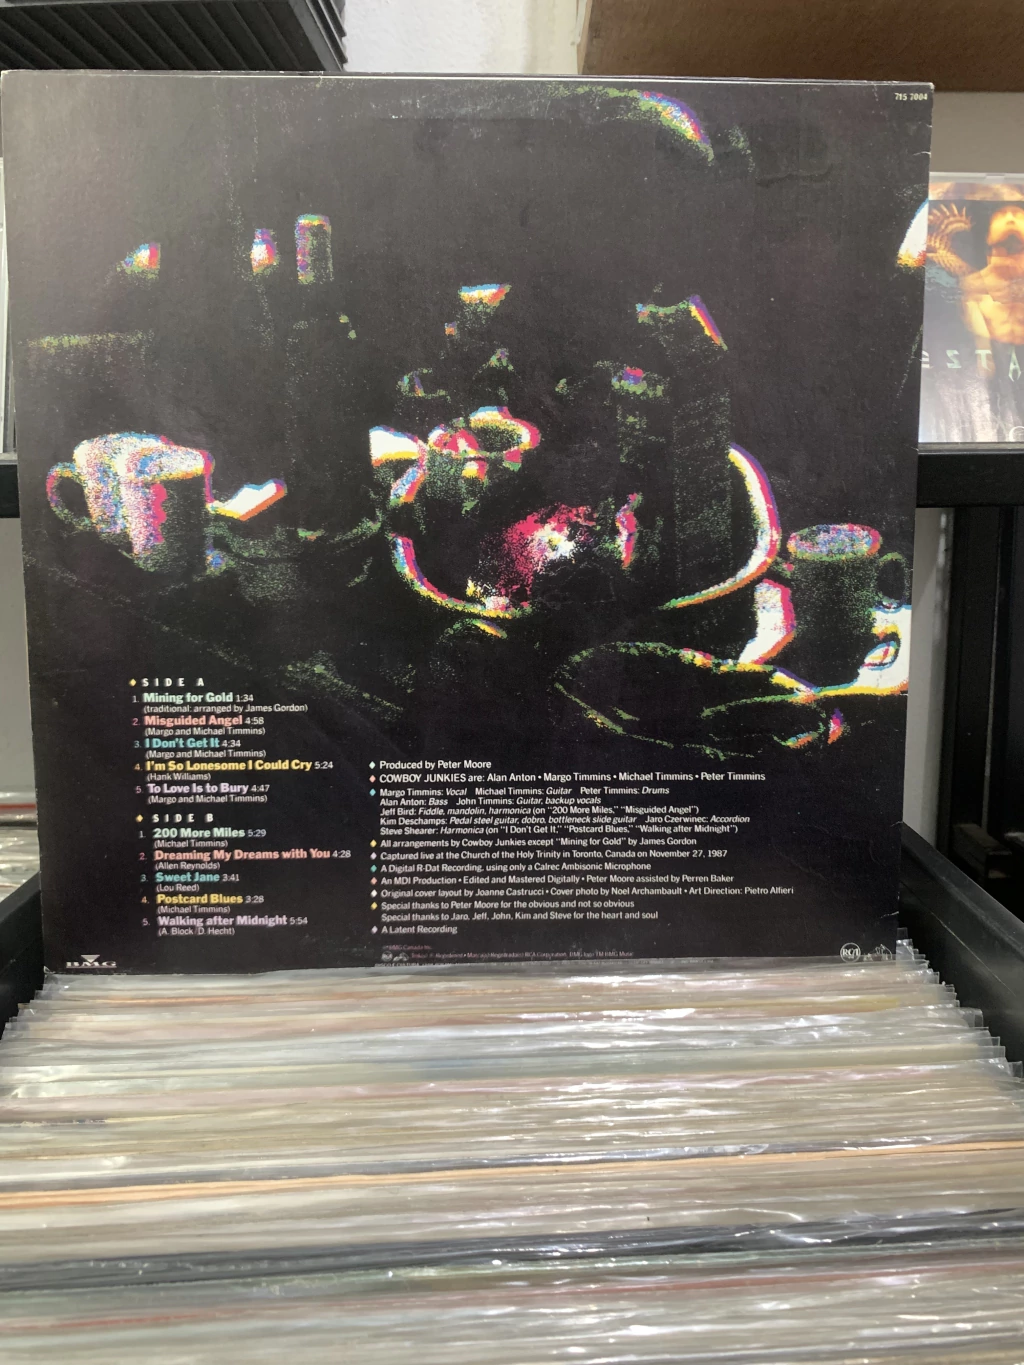 715 7004
SIDE A
1. Mining for Gold 1:34
(traditional: arranged by James Gordon)
2. Misguided Angel 4:58
(Margo and Michael Timmins)
3. I Don't Get It 4:34
(Margo and Michael Timmins)
4. I'm So Lonesome I Could Cry 5:24
(Hank Williams)
5. To Love Is to Bury 4:47
(Margo and Michael Timmins)
SIDE B
1. 200 More Miles 5:29
(Michael Timmins)
2. Dreaming My Dreams with You 4:28
(Allen Reynolds)
3. Sweet Jane 3:41
(Lou Reed)
4. Postcard Blues 3:28
(Michael Timmins)
5. Walking after Midnight 5:54
(A. Block/D. Hecht)
Produced by Peter Moore
COWBOY JUNKIES are: Alan Anton • Margo Timmins • Michael Timmins • Peter Timmins
Margo Timmins: Vocal Michael Timmins: Guitar Peter Timmins: Drums
Alan Anton: Bass John Timmins: Guitar, backup vocals
Jeff Bird: Fiddle, mandolin, harmonica (on "200 More Miles," "Misguided Angel")
Kim Deschamps: Pedal steel guitar, dobro, bottleneck slide guitar Jaro Czerwinec: Accordion
Steve Shearer: Harmonica (on "I Don't Get It," "Postcard Blues," "Walking after Midnight")
All arrangements by Cowboy Junkies except "Mining for Gold" by James Gordon
Captured live at the Church of the Holy Trinity in Toronto, Canada on November 27, 1987
A Digital R-Dat Recording, using only a Calrec Ambisonic Microphone
An MDI Production • Edited and Mastered Digitally • Peter Moore assisted by Perren Baker
Original cover layout by Joanne Castrucci • Cover photo by Noel Archambault • Art Direction: Pietro Alfieri
Special thanks to Peter Moore for the obvious and not so obvious
Special thanks to Jaro, Jeff, John, Kim and Steve for the heart and soul
A Latent Recording
BMG
RCA